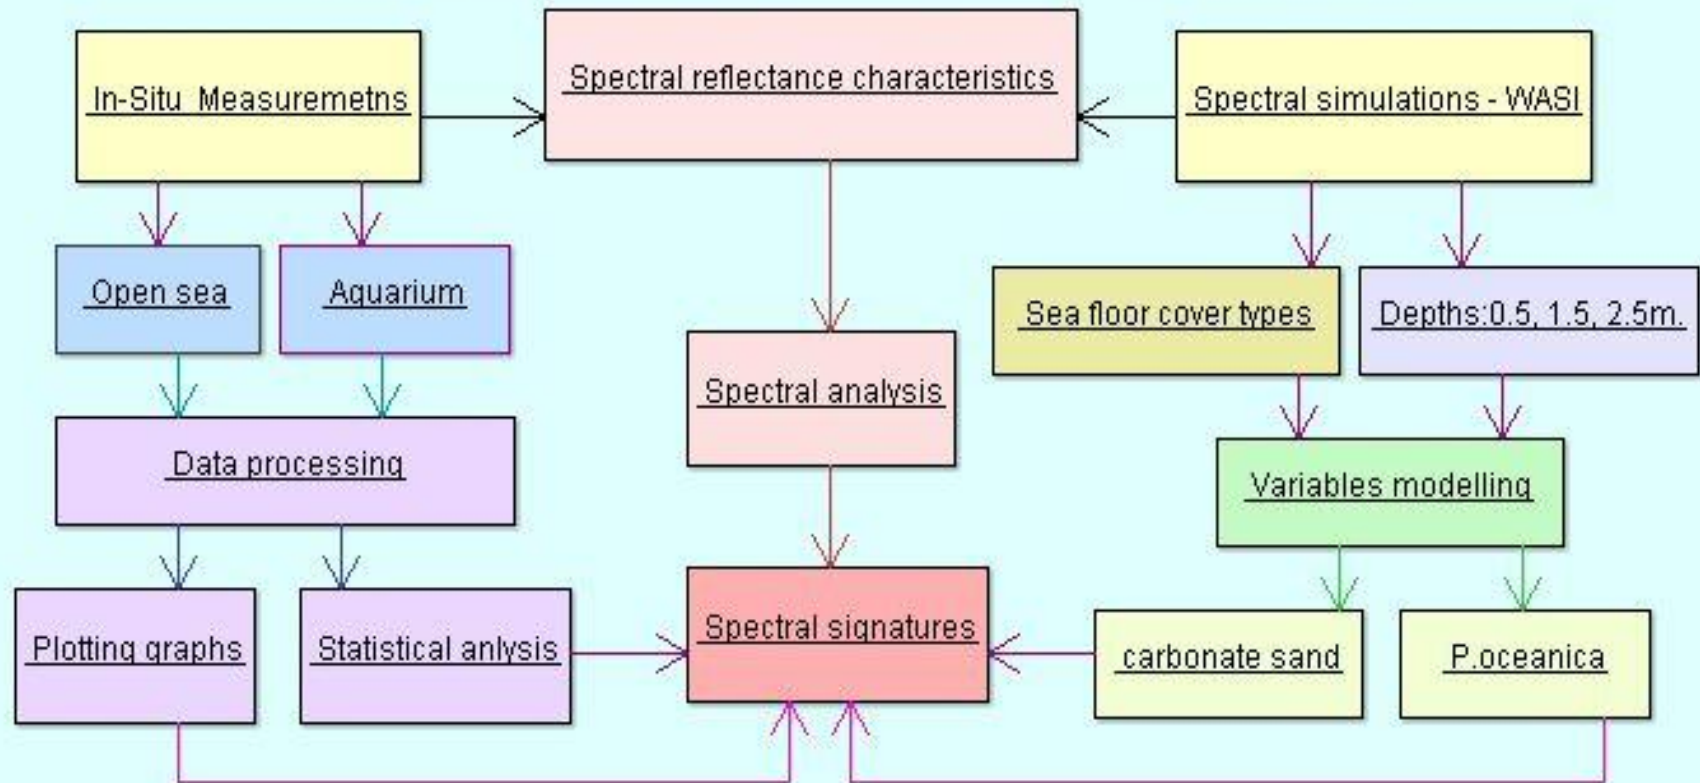 In-Situ Measuremetns
Spectral reflectance characteristics
Spectral simulations - WASI
Open sea
Aquarium
Sea floor cover types
Depths:0.5, 1.5, 2.5m.
Spectral analysis
Data processing
Variables modelling
Plotting graphs
Statistical anlysis
Spectral signatures
carbonate sand
P.oceanica